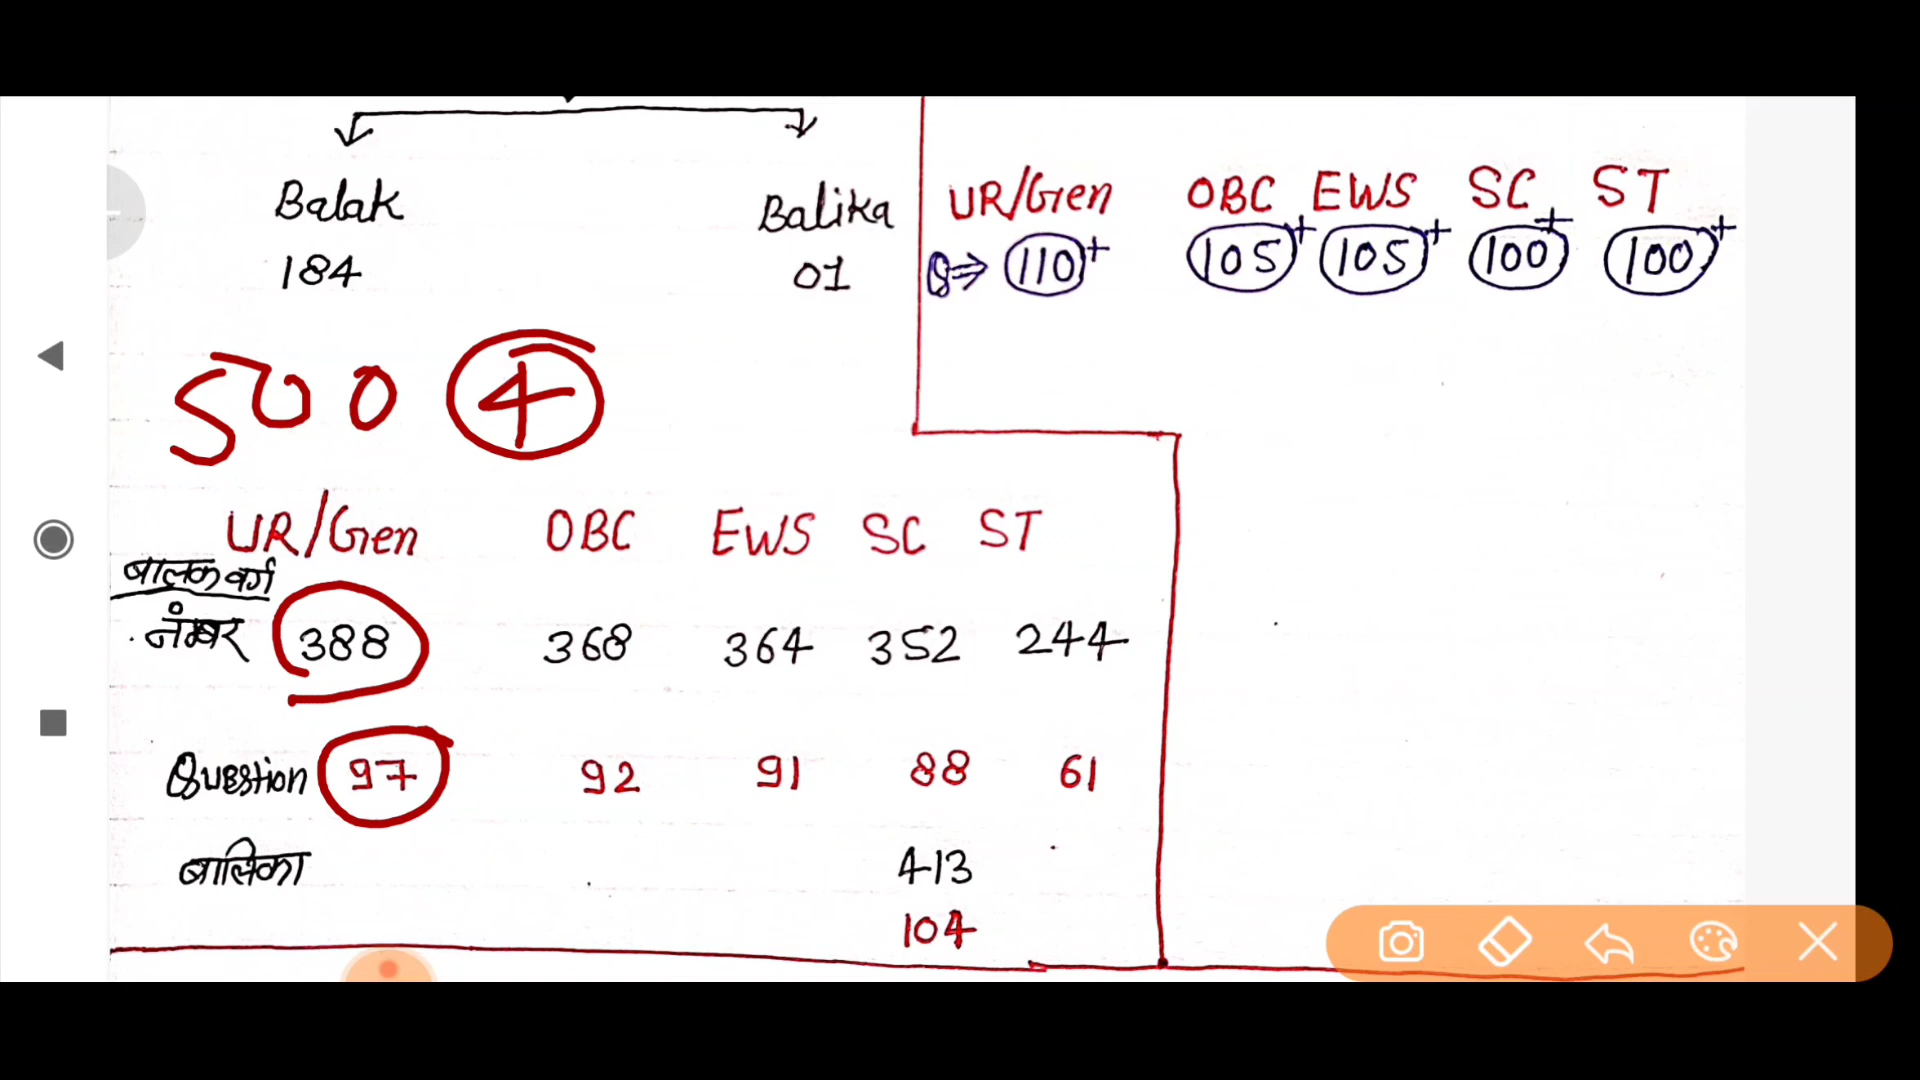 Balak Balika
184 01
UR/Gen OBC EWS SC ST
Q⇒ 110+ 105+ 105+ 100+ 100+
500 4
UR/Gen OBC EWS SC ST
बालक वर्ग
नंम्बर 388 368 364 352 244
Question 97 92 91 88 61
बालिका 413
104